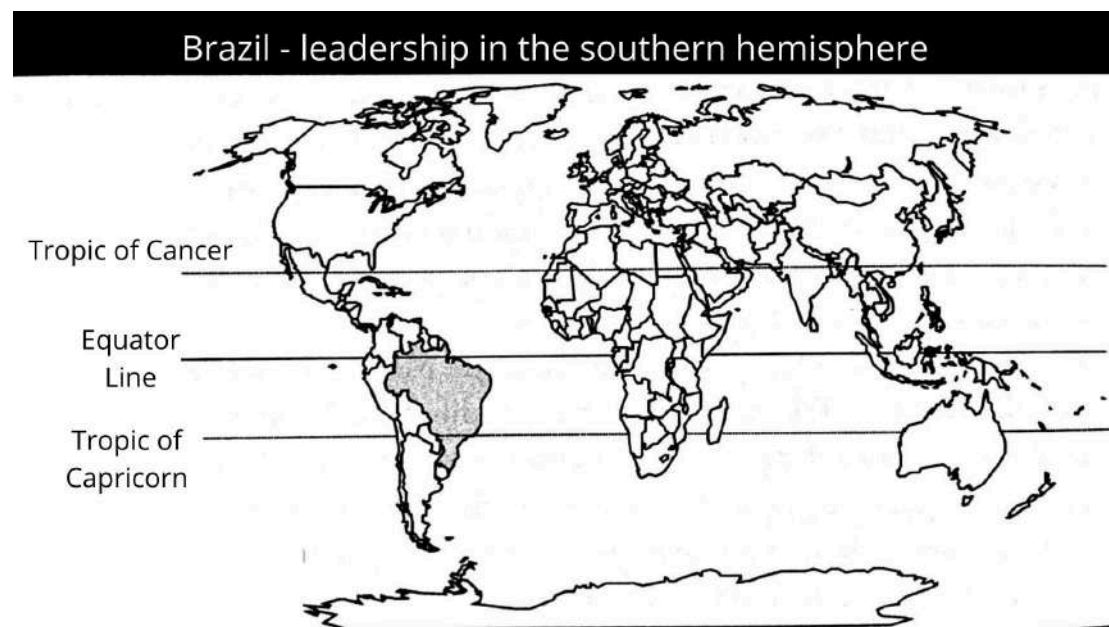 Brazil - leadership in the southern hemisphere
Tropic of Cancer
Equator
Line
Tropic of
Capricorn